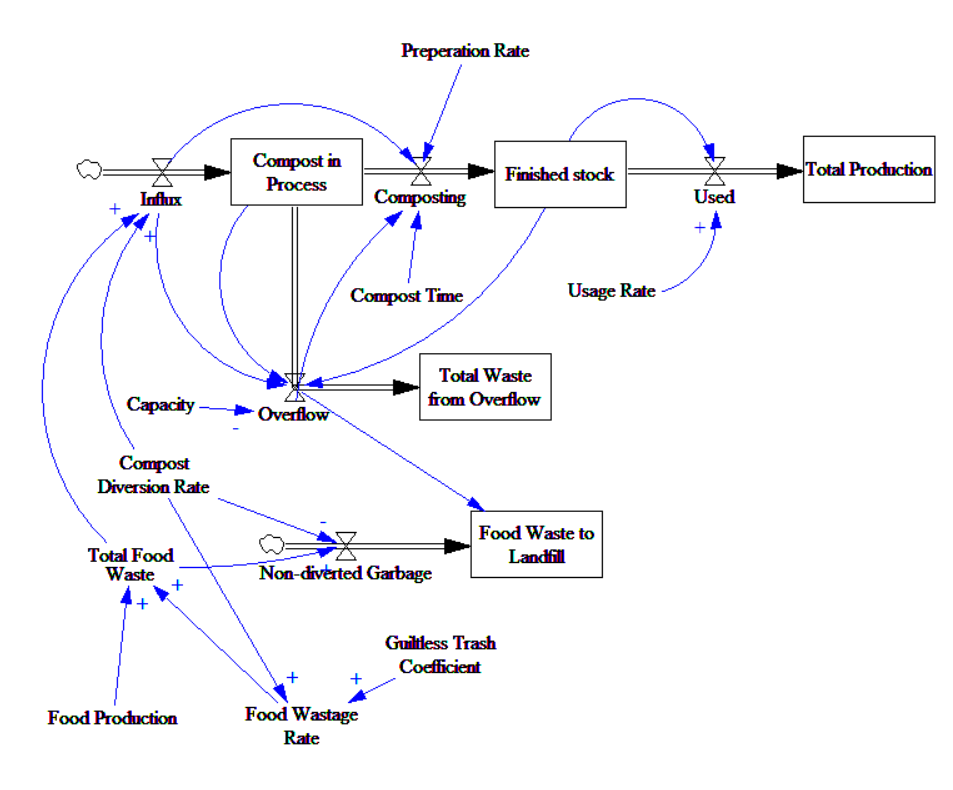 Preperation Rate
Compost in
Process
Finished stock
Total Production
Influx
Composting
Used
+
+
+
Compost Time
Usage Rate
Total Waste
from Overflow
Capacity
Overflow
-
Compost
Diversion Rate
-
Food Waste to
Landfill
Total Food
Waste
Non-diverted Garbage
+
+
+
Guiltless Trash
Coefficient
+
+
Food Production
Food Wastage
Rate